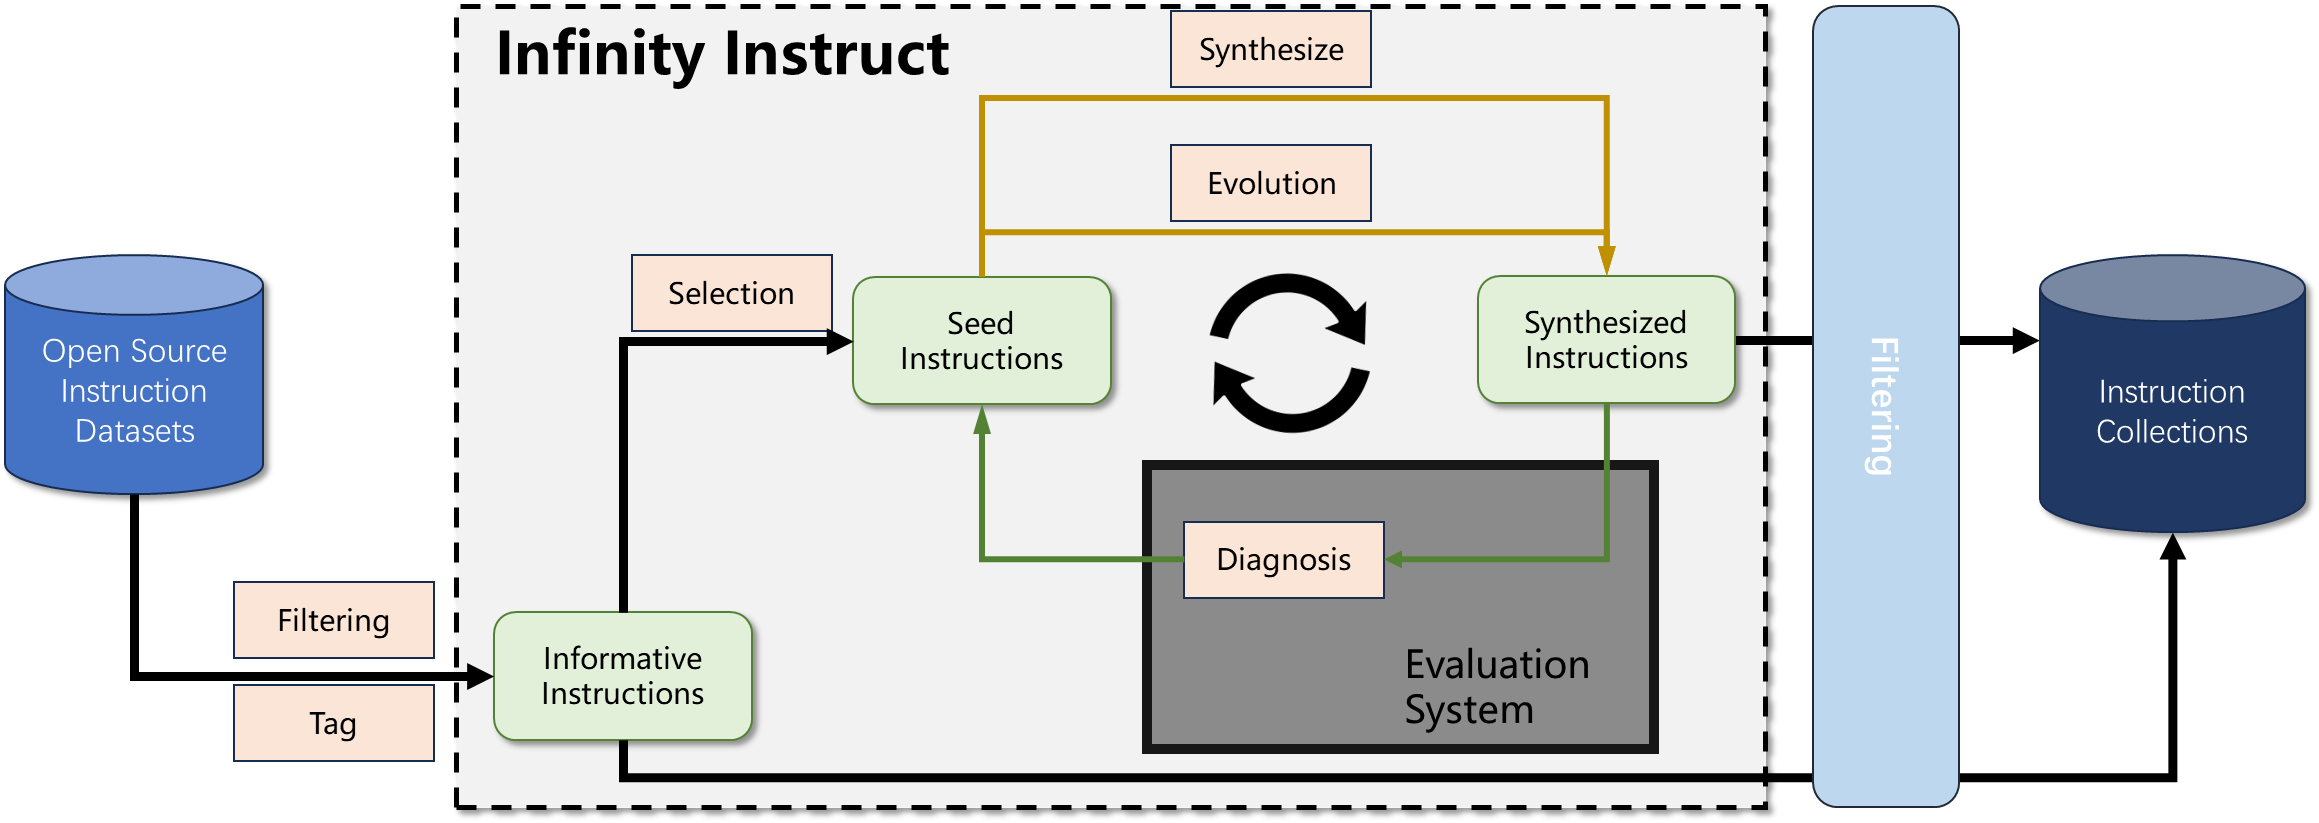 Infinity Instruct
Synthesize
Evolution
Selection
Seed
Instructions
Synthesized
Instructions
Open Source
Instruction
Datasets
Filtering
Instruction
Collections
Diagnosis
Filtering
Tag
Informative
Instructions
Evaluation
System